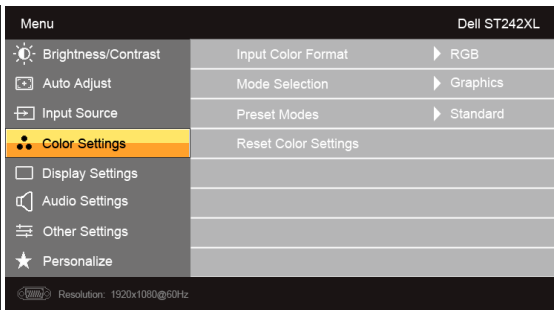 Menu Dell ST242XL
Brightness/Contrast Input Color Format RGB
Auto Adjust Mode Selection Graphics
Input Source Preset Modes Standard
Color Settings Reset Color Settings
Display Settings
Audio Settings
Other Settings
Personalize
Resolution: 1920x1080@60Hz